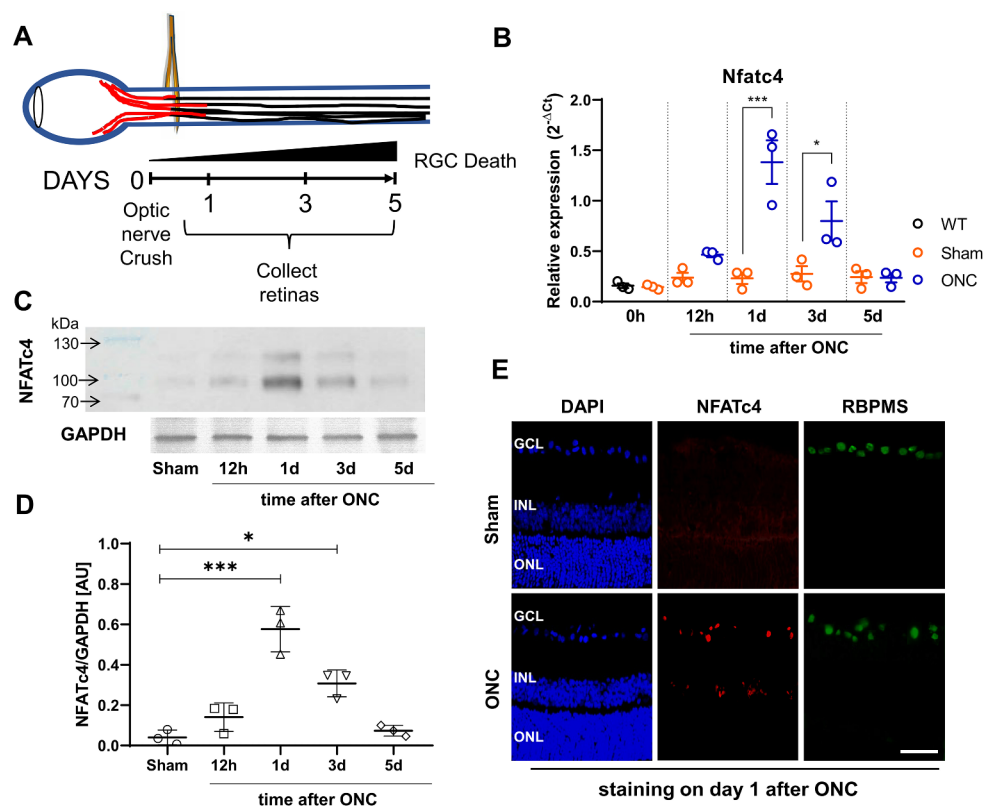 A
DAYS
0
1
3
5
RGC Death
Optic
nerve
Crush
Collect
retinas
B
Nfatc4
Relative expression (2^-ΔCt)
2.0
1.5
1.0
0.5
0.0
***
*
0h
12h
1d
3d
5d
time after ONC
WT
Sham
ONC
C
kDa
130
100
70
NFATc4
GAPDH
Sham
12h
1d
3d
5d
time after ONC
D
NFATc4/GAPDH [AU]
1.0
0.8
0.6
0.4
0.2
0.0
*
***
Sham
12h
1d
3d
5d
time after ONC
E
DAPI
NFATc4
RBPMS
Sham
GCL
INL
ONL
ONC
GCL
INL
ONL
staining on day 1 after ONC